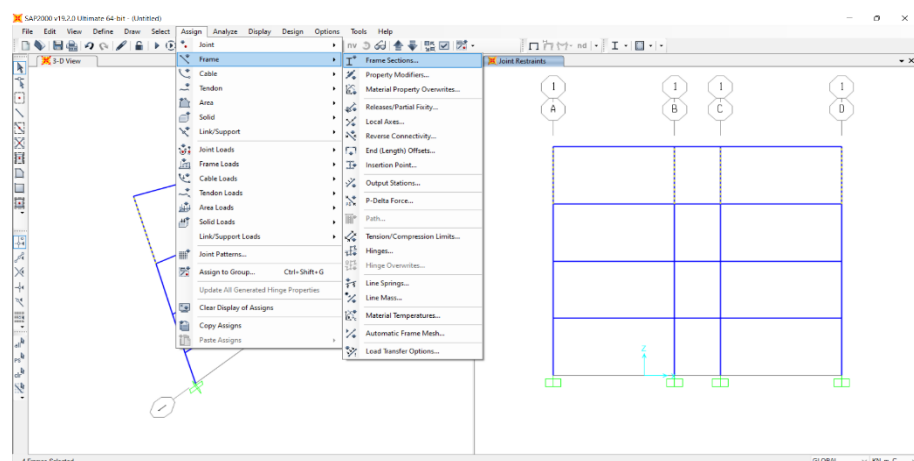 SAP2000 v19.2.0 Ultimate 64-bit - (Untitled)
File Edit View Define Draw Select Assign Analyze Display Design Options Tools Help
nv
nd
3-D View
Joint Restraints
Joint
Frame
Cable
Tendon
Area
Solid
Link/Support
Joint Loads
Frame Loads
Cable Loads
Tendon Loads
Area Loads
Solid Loads
Link/Support Loads
Joint Patterns...
Assign to Group... Ctrl+Shift+G
Update All Generated Hinge Properties
Clear Display of Assigns
Copy Assigns
Paste Assigns
Frame Sections...
Property Modifiers...
Material Property Overwrites...
Releases/Partial Fixity...
Local Axes...
Reverse Connectivity...
End (Length) Offsets...
Insertion Point...
Output Stations...
P-Delta Force...
Path...
Tension/Compression Limits...
Hinges...
Hinge Overwrites...
Line Springs...
Line Mass...
Material Temperatures...
Automatic Frame Mesh...
Load Transfer Options...
1 1 1 1
A B C D
Z
4 Frames Selected
GLOBAL